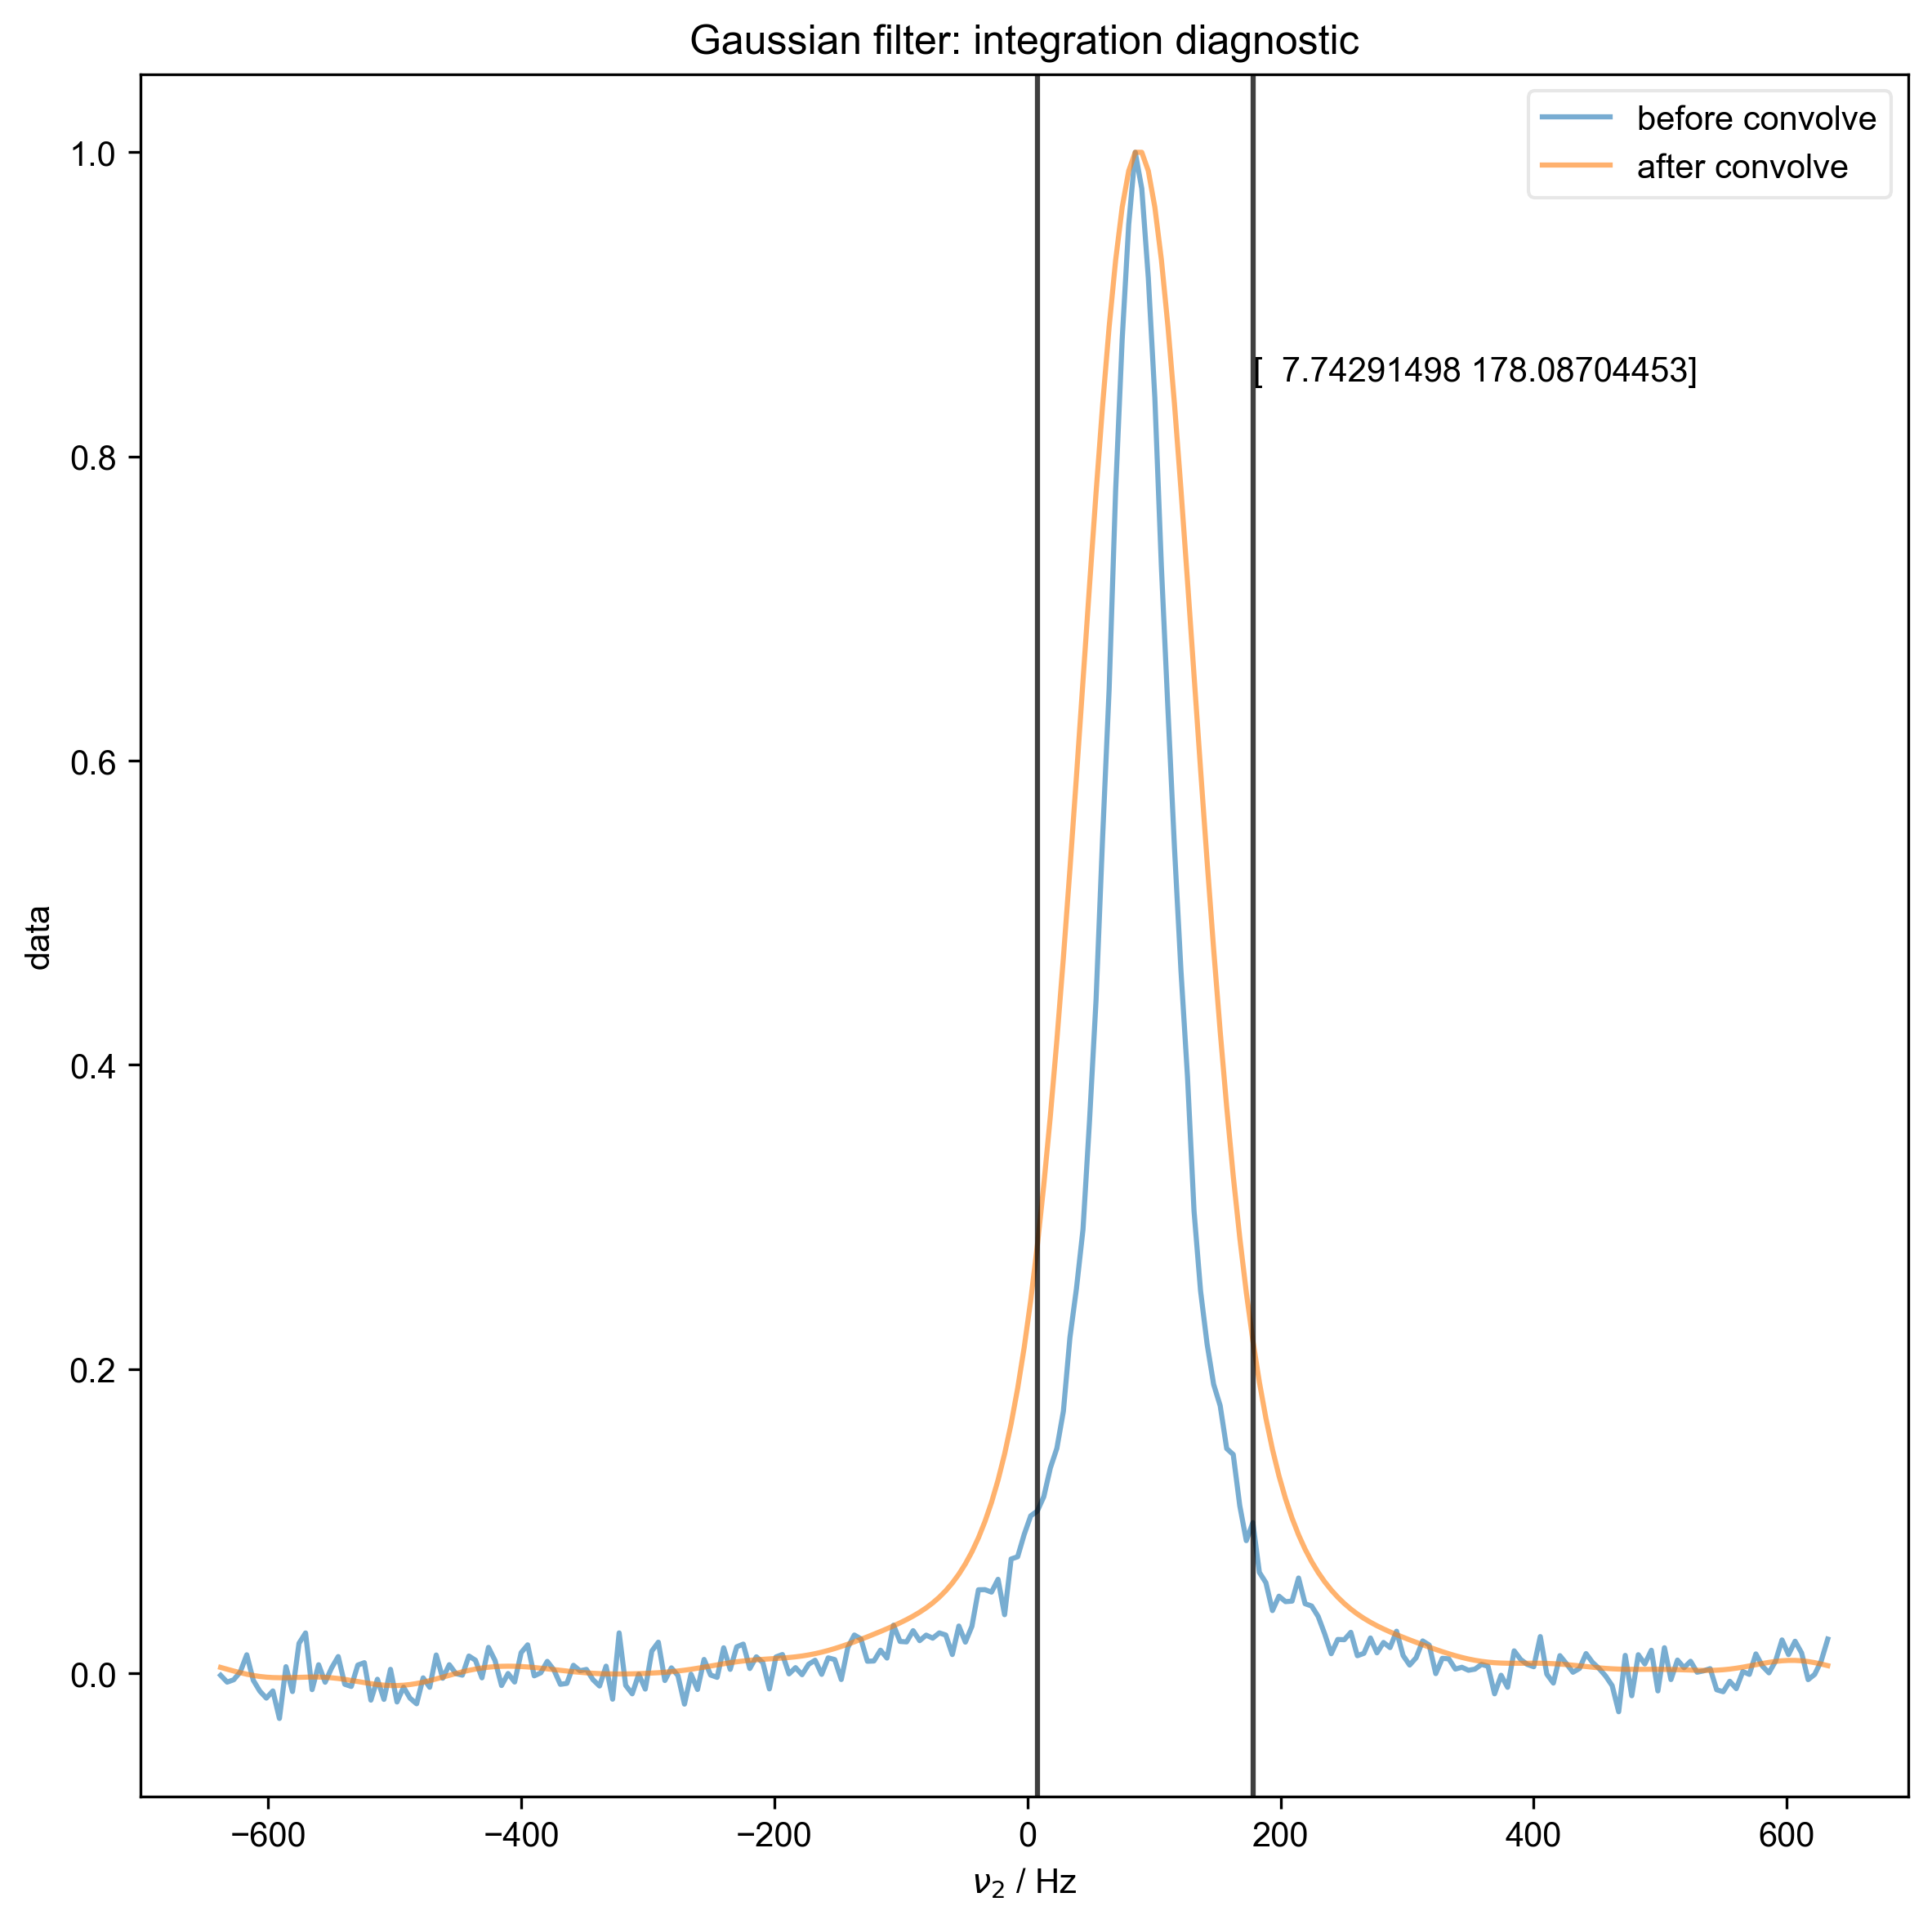 Gaussian filter: integration diagnostic
before convolve
after convolve
[  7.74291498 178.08704453]
1.0
0.8
0.6
0.4
0.2
0.0
data
−600 −400 −200 0 200 400 600
ν₂ / Hz